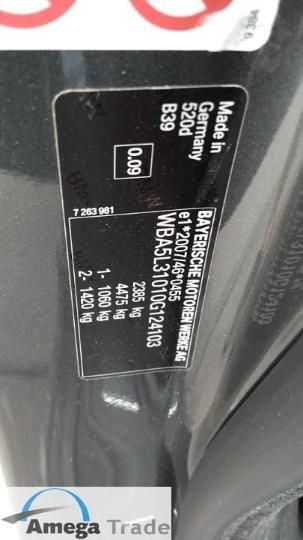 BAYERISCHE MOTOREN WERKE AG
e1*2007/46*0455
WBA5L31010G124103
2385 kg
4475 kg
1- 1060 kg
2- 1420 kg
Made in
Germany
520d
B39
0.09
7 263 981
Amega Trade